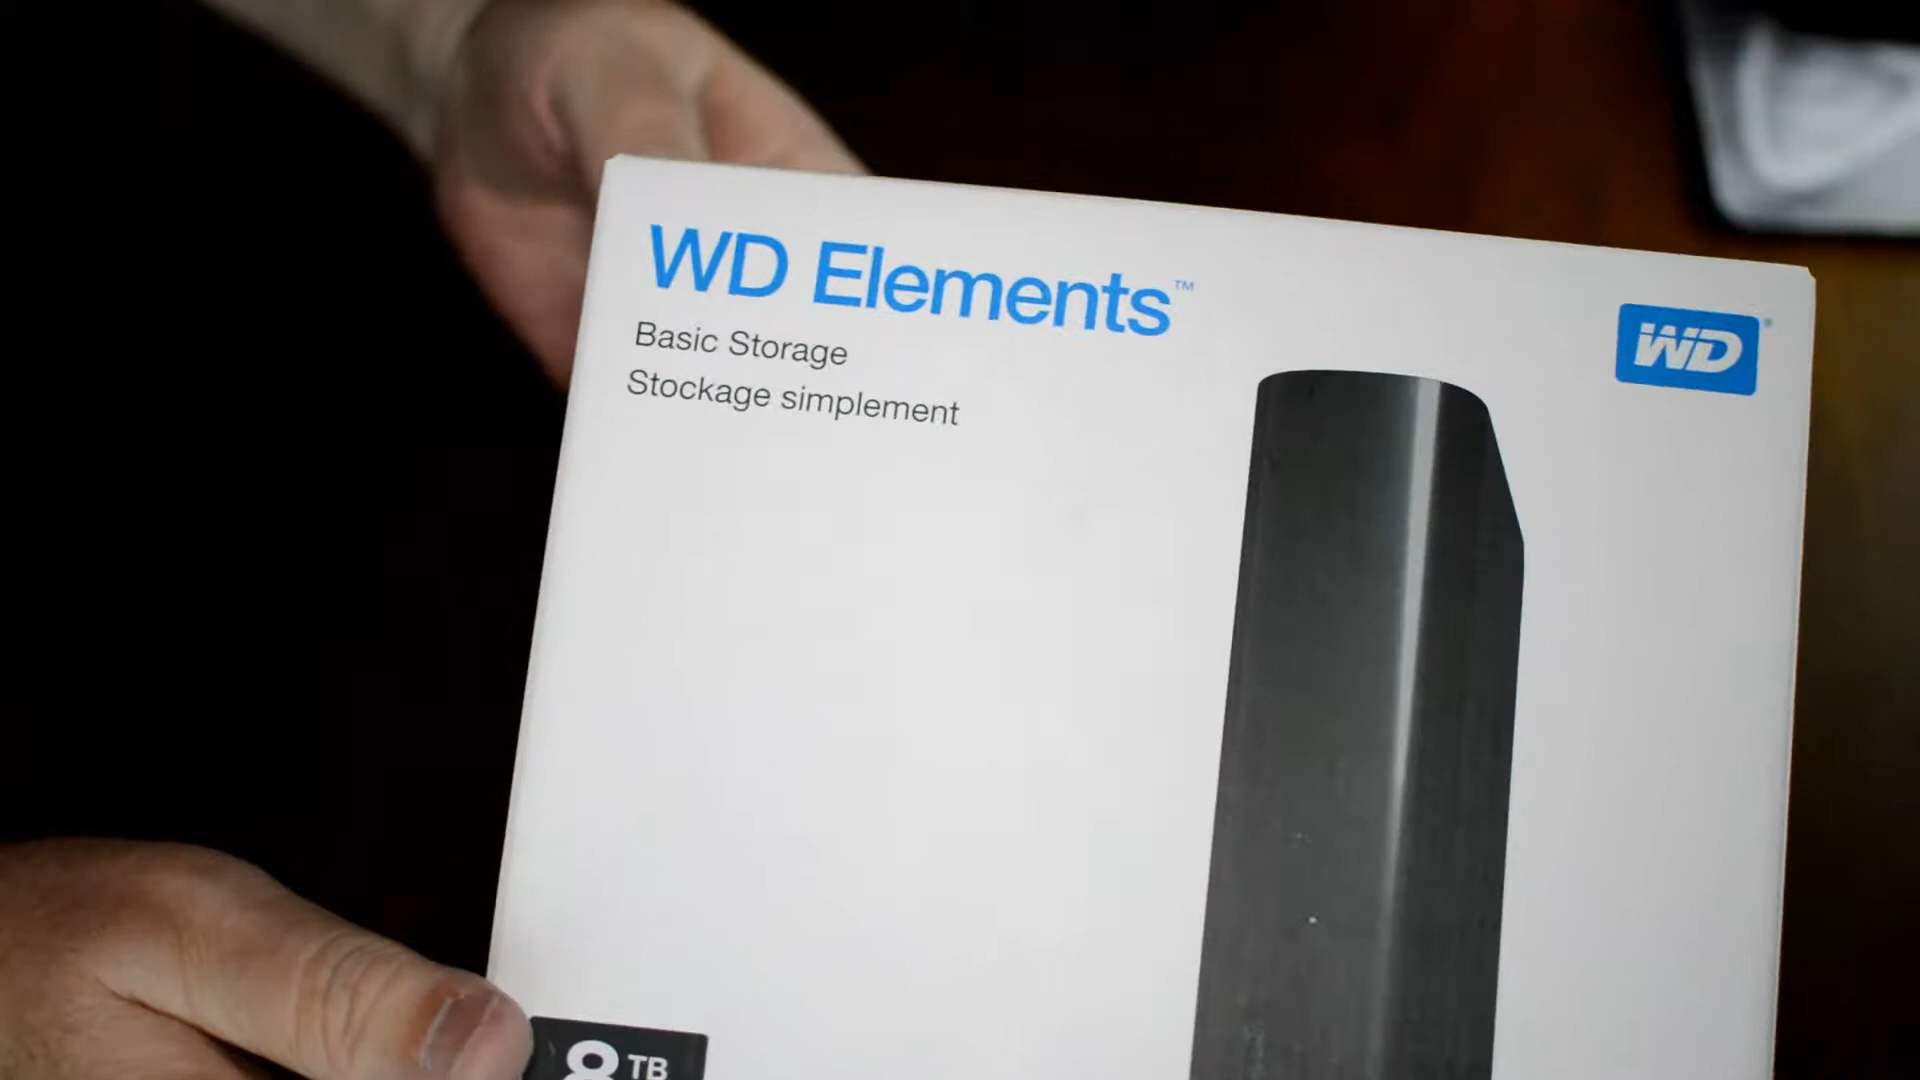 WD Elements™
WD®
Basic Storage
Stockage simplement
8 TB